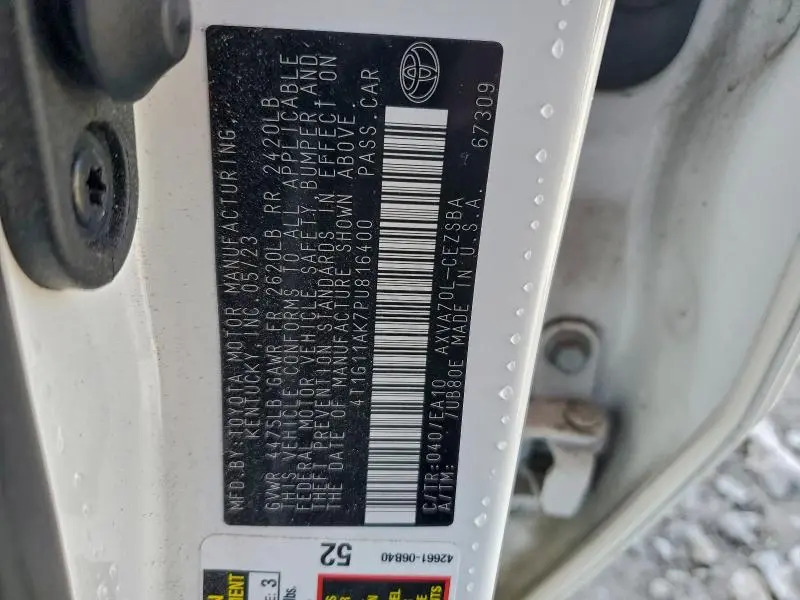 MFD.BY:TOYOTA MOTOR MANUFACTURING,
KENTUCKY, INC 05/23
GVWR 4475LB GAWR FR 2620LB RR 2420LB
THIS VEHICLE CONFORMS TO ALL APPLICABLE
FEDERAL MOTOR VEHICLE SAFETY, BUMPER AND
THEFT PREVENTION STANDARDS IN EFFECT ON
THE DATE OF MANUFACTURE SHOWN ABOVE.
4T1G11AK7PU816400 PASS.CAR
C/TR:040/EA10 AXVA70L-CEZSBA
A/TM: 7UB80E MADE IN U.S.A. 67309
52
42661-06840